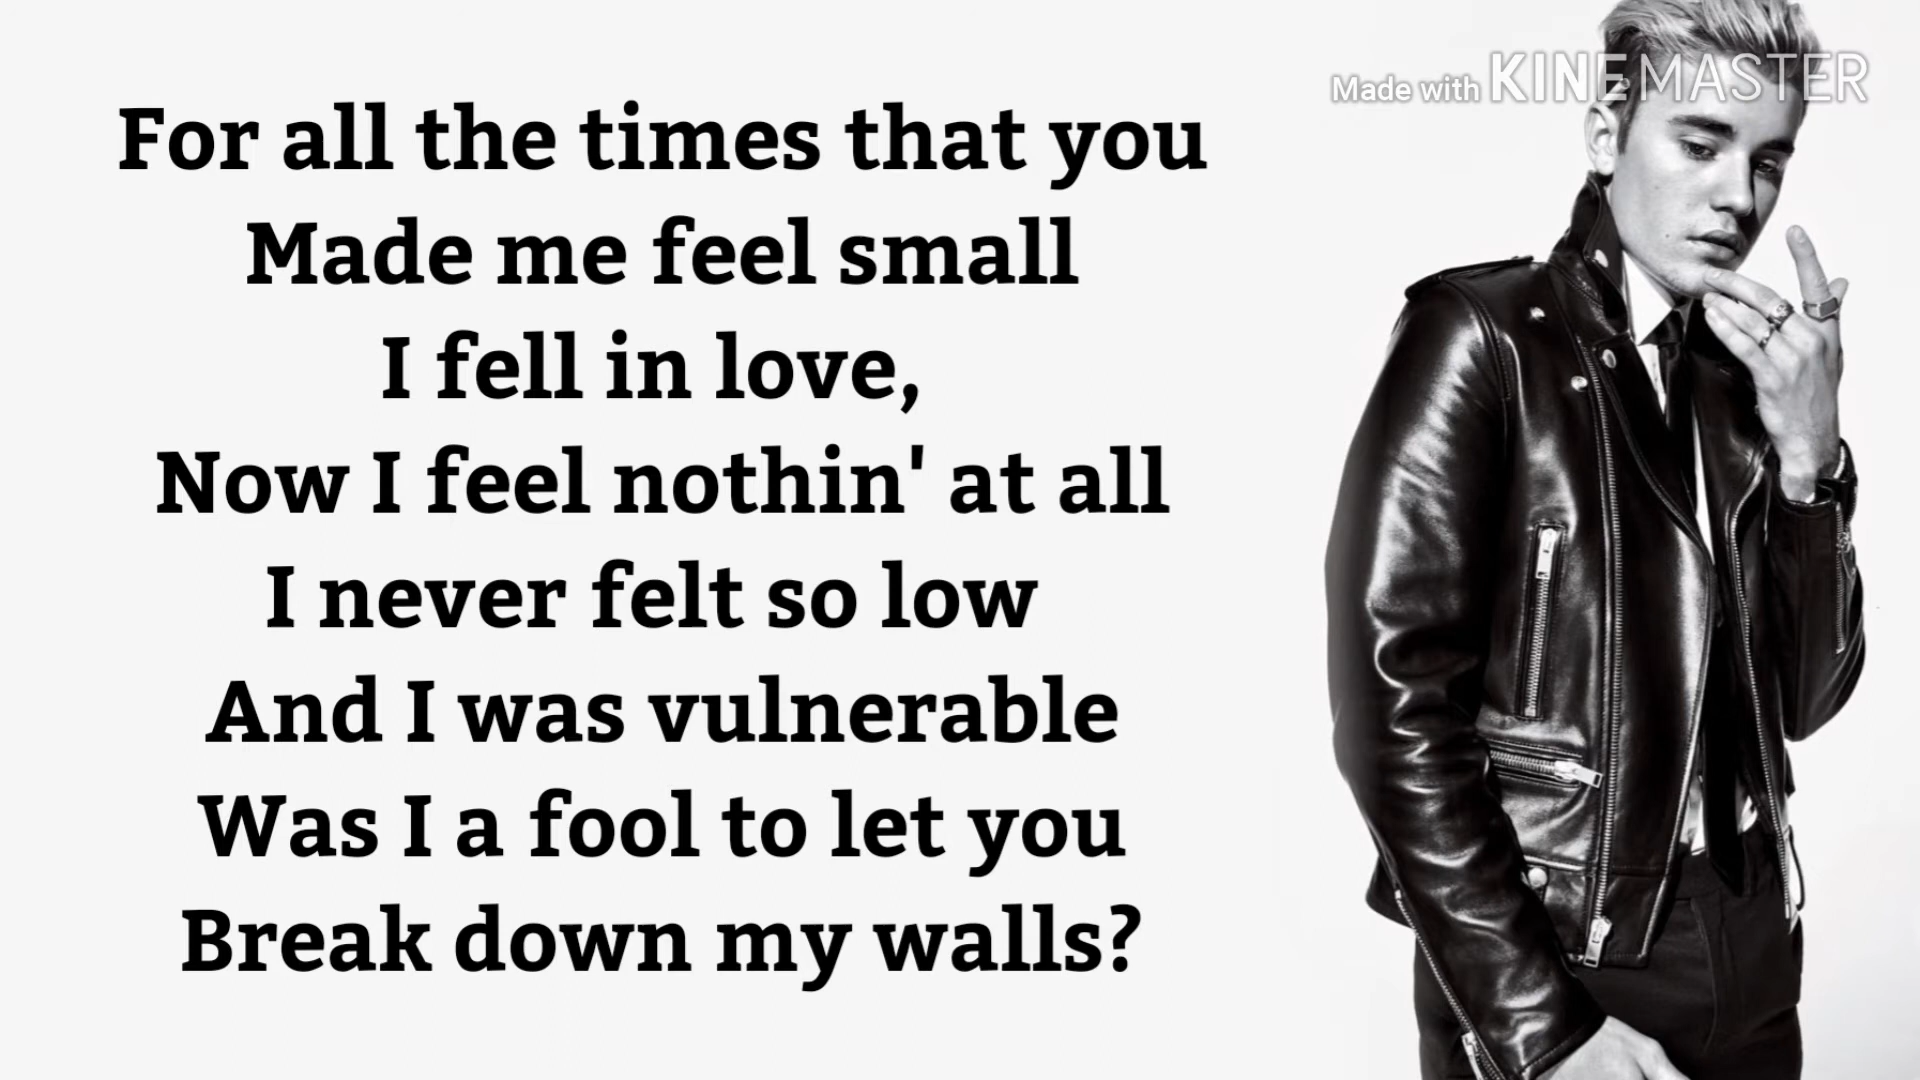 Made with KINEMASTER
For all the times that you
Made me feel small
I fell in love,
Now I feel nothin' at all
I never felt so low
And I was vulnerable
Was I a fool to let you
Break down my walls?